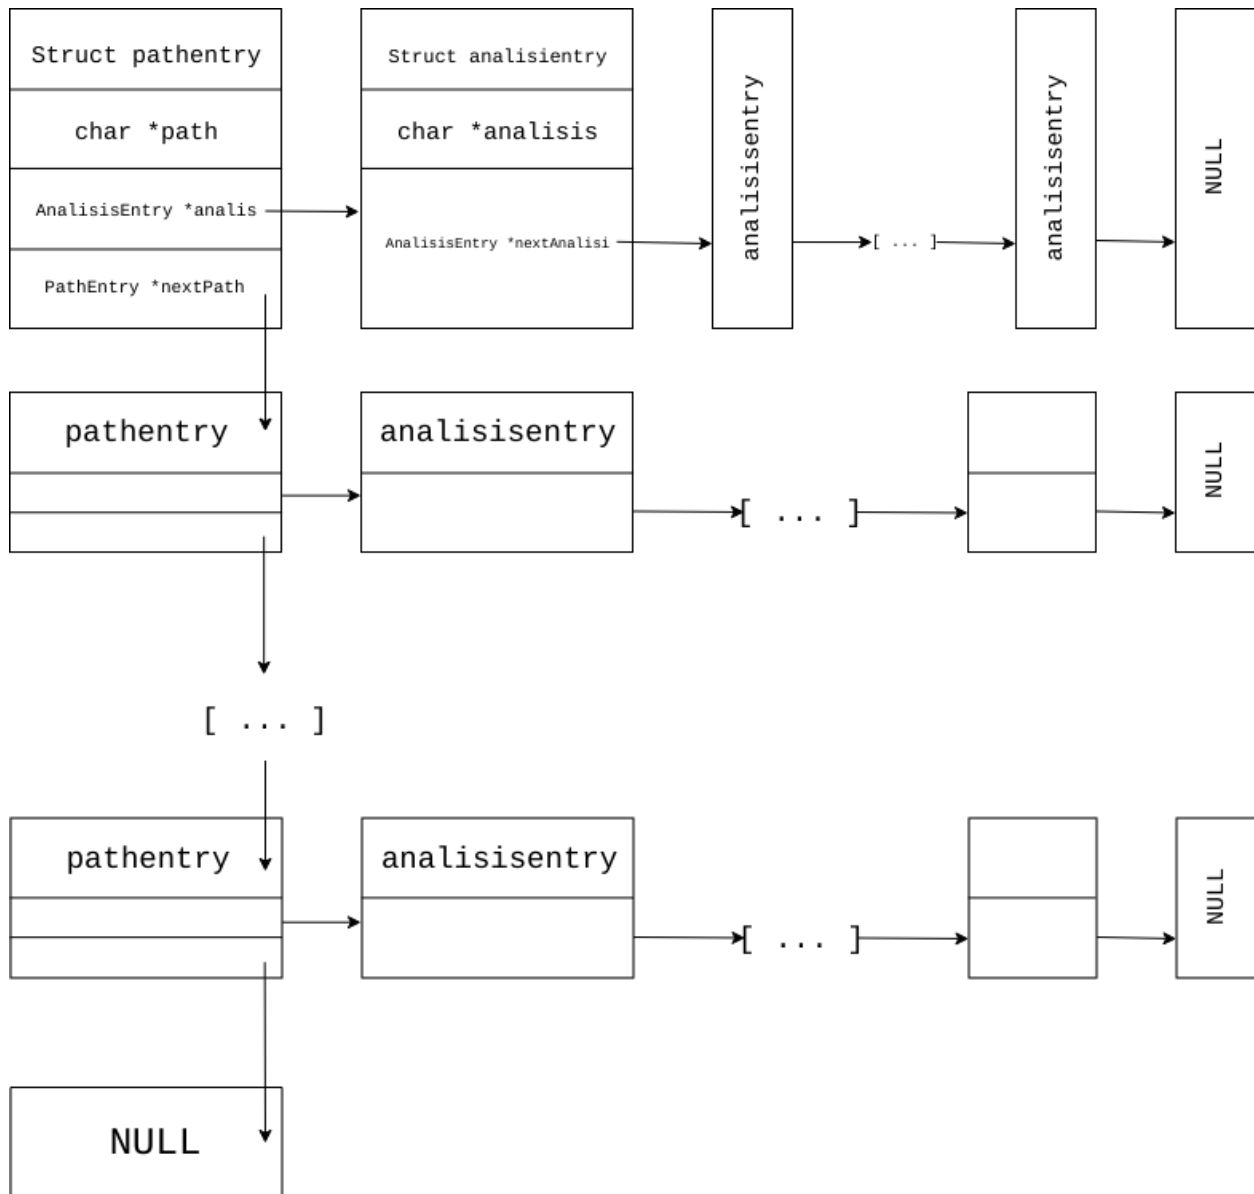 Struct pathentry
Struct analisientry
char *path
char *analisis
AnalisisEntry *analis
AnalisisEntry *nextAnalisi
PathEntry *nextPath
analisisentry
[ ... ]
analisisentry
NULL
pathentry
analisisentry
[ ... ]
NULL
[ ... ]
pathentry
analisisentry
[ ... ]
NULL
NULL